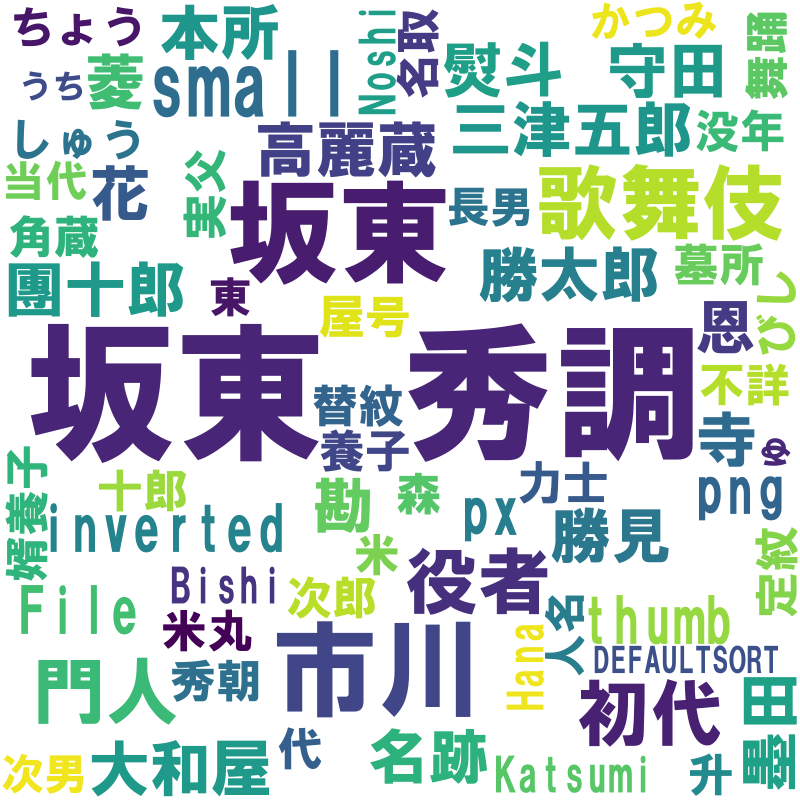 ちょう
本所
Noshi
名取
かつみ
舞踊
うち
菱
small
熨斗
守田
しゅう
高麗蔵
三津五郎
没年
当代
花
実父
坂東
長男
歌舞伎
角蔵
團十郎
東
勝太郎
墓所
屋号
恩
びし
坂東 秀調
替紋
不詳
養子
寺
ゅ
婿養子
十郎
勘
森
力士
png
inverted
px
勝見
米
定紋
File
Bishi
次郎
役者
人名
thumb
米丸
市川
Hana
DEFAULTSORT
門人
秀朝
初代
墨田
次男
大和屋
代
名跡
Katsumi
升